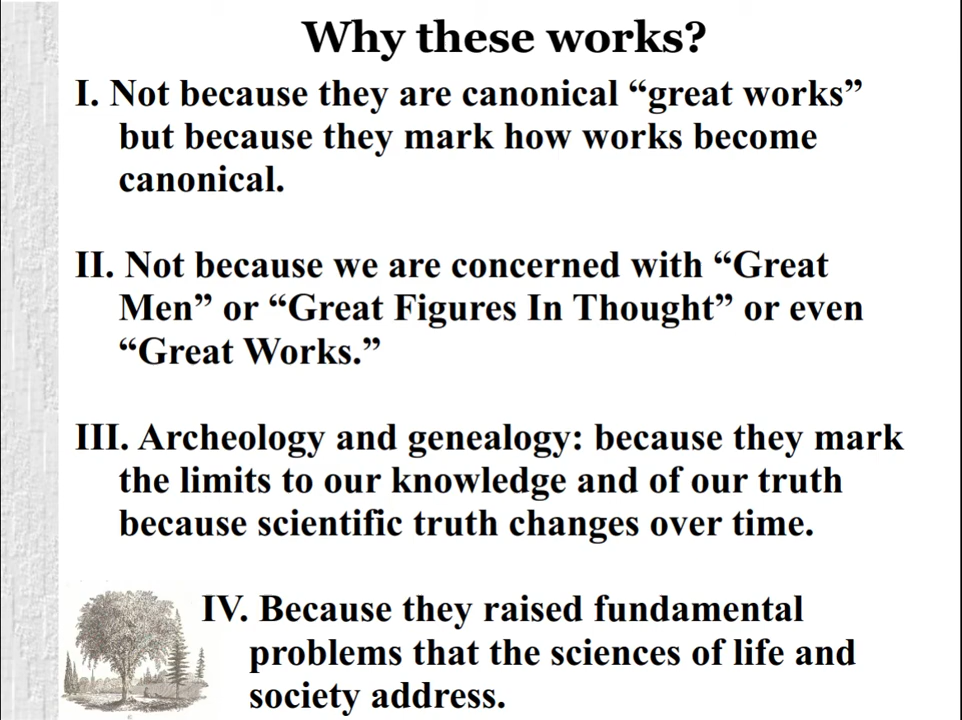 Why these works?
I. Not because they are canonical “great works”
but because they mark how works become
canonical.
II. Not because we are concerned with “Great
Men” or “Great Figures In Thought” or even
“Great Works.”
III. Archeology and genealogy: because they mark
the limits to our knowledge and of our truth
because scientific truth changes over time.
IV. Because they raised fundamental
problems that the sciences of life and
society address.